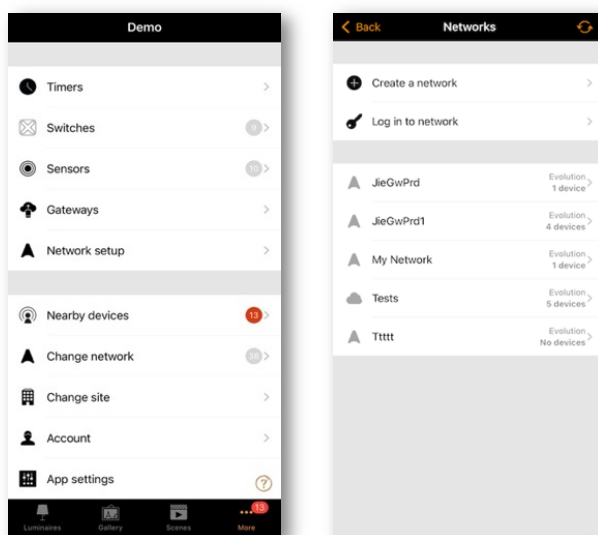 Demo
Timers
Switches
9
Sensors
10
Gateways
Network setup
Nearby devices
13
Change network
Change site
Account
App settings
?
Luminaires
Gallery
Scenes
More
13
Back
Networks
Create a network
Log in to network
JieGwPrd
Evolution
1 device
JieGwPrd1
Evolution
4 devices
My Network
Evolution
1 device
Tests
Evolution
5 devices
Ttttt
Evolution
No devices